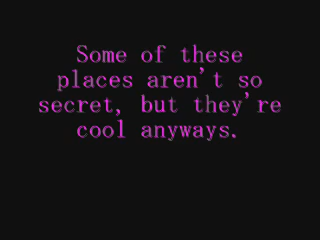 Some of these
places aren't so
secret, but they're
cool anyways.